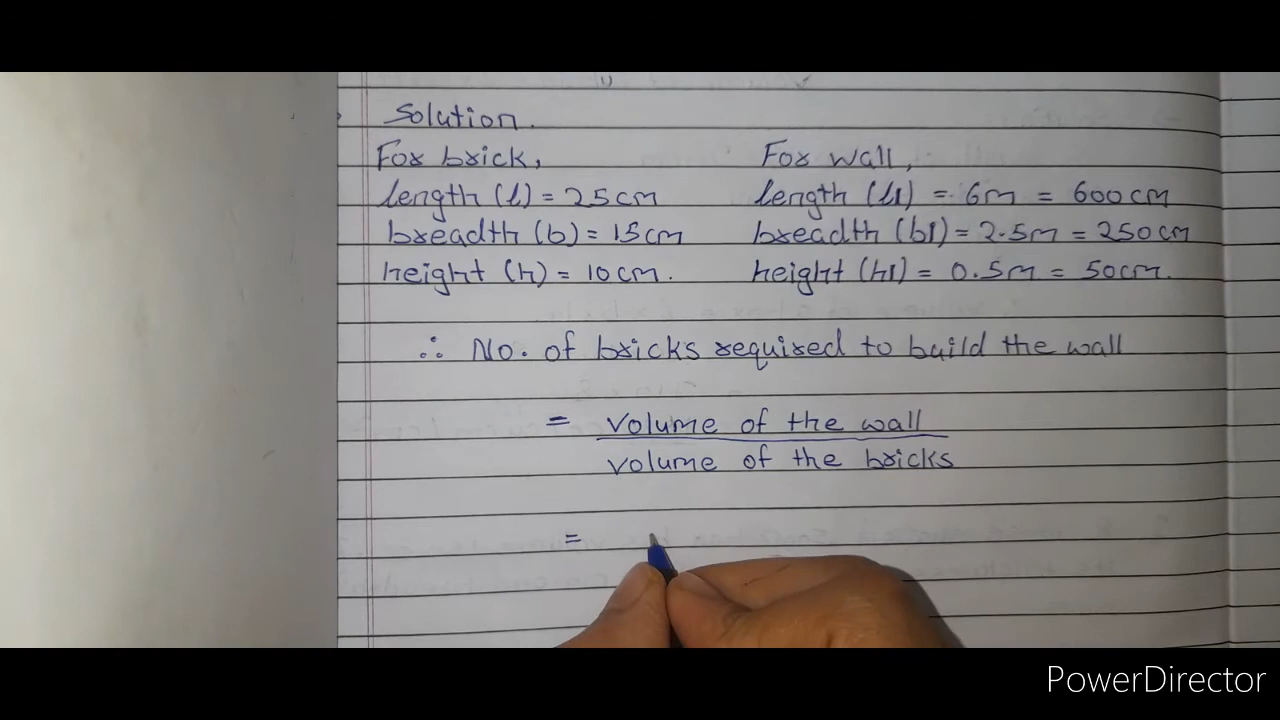 Solution.
For brick,
length (l) = 25cm
breadth (b) = 15cm
height (h) = 10cm.
For wall,
length (l1) = 6m = 600cm
breadth (b1) = 2.5m = 250cm
height (h1) = 0.5m = 50cm.
∴ No. of bricks required to build the wall
= volume of the wall
volume of the bricks
=
PowerDirector